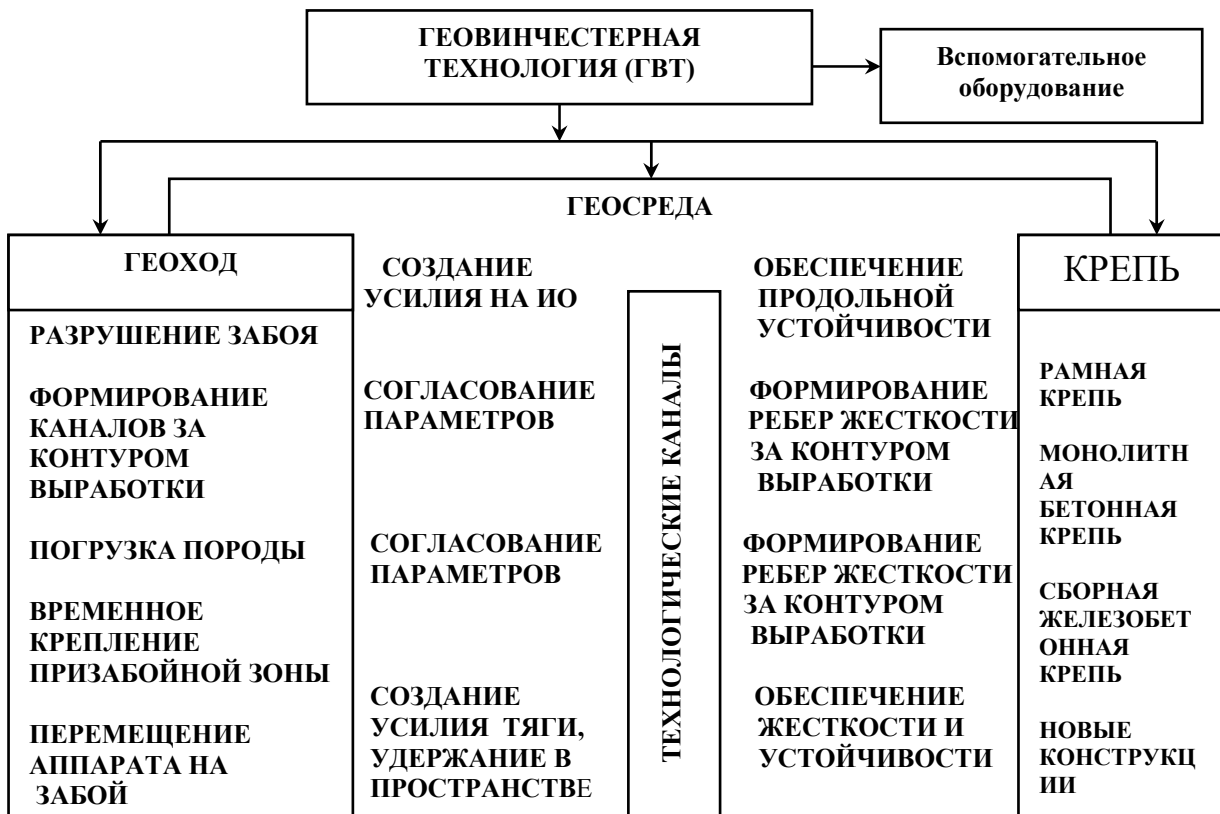 ГЕОВИНЧЕСТЕРНАЯ
ТЕХНОЛОГИЯ (ГВТ)
Вспомогательное
оборудование
ГЕОСРЕДА
ГЕОХОД
РАЗРУШЕНИЕ ЗАБОЯ
ФОРМИРОВАНИЕ
КАНАЛОВ ЗА
КОНТУРОМ
ВЫРАБОТКИ
ПОГРУЗКА ПОРОДЫ
ВРЕМЕННОЕ
КРЕПЛЕНИЕ
ПРИЗАБОЙНОЙ ЗОНЫ
ПЕРЕМЕЩЕНИЕ
АППАРАТА НА
ЗАБОЙ
СОЗДАНИЕ
УСИЛИЯ НА ИО
СОГЛАСОВАНИЕ
ПАРАМЕТРОВ
СОГЛАСОВАНИЕ
ПАРАМЕТРОВ
СОЗДАНИЕ
УСИЛИЯ ТЯГИ,
УДЕРЖАНИЕ В
ПРОСТРАНСТВЕ
ТЕХНОЛОГИЧЕСКИЕ КАНАЛЫ
ОБЕСПЕЧЕНИЕ
ПРОДОЛЬНОЙ
УСТОЙЧИВОСТИ
ФОРМИРОВАНИЕ
РЕБЕР ЖЕСТКОСТИ
ЗА КОНТУРОМ
ВЫРАБОТКИ
ФОРМИРОВАНИЕ
РЕБЕР ЖЕСТКОСТИ
ЗА КОНТУРОМ
ВЫРАБОТКИ
ОБЕСПЕЧЕНИЕ
ЖЕСТКОСТИ И
УСТОЙЧИВОСТИ
КРЕПЬ
РАМНАЯ
КРЕПЬ
МОНОЛИТН
АЯ
БЕТОННАЯ
КРЕПЬ
СБОРНАЯ
ЖЕЛЕЗОБЕТ
ОННАЯ
КРЕПЬ
НОВЫЕ
КОНСТРУКЦ
ИИ